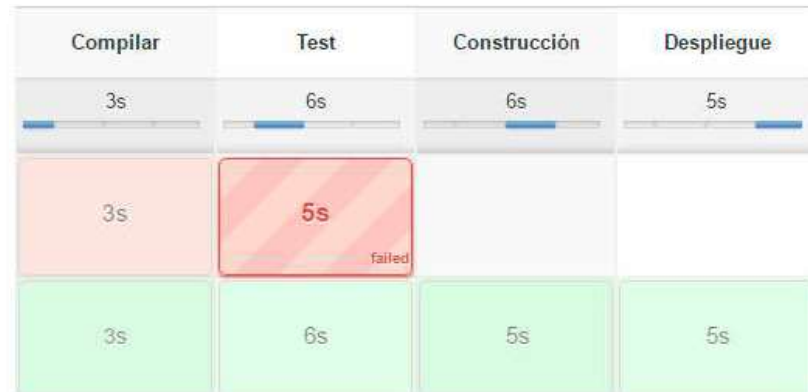 Compilar Test Construcción Despliegue
3s 6s 6s 5s
3s 5s
failed
3s 6s 5s 5s